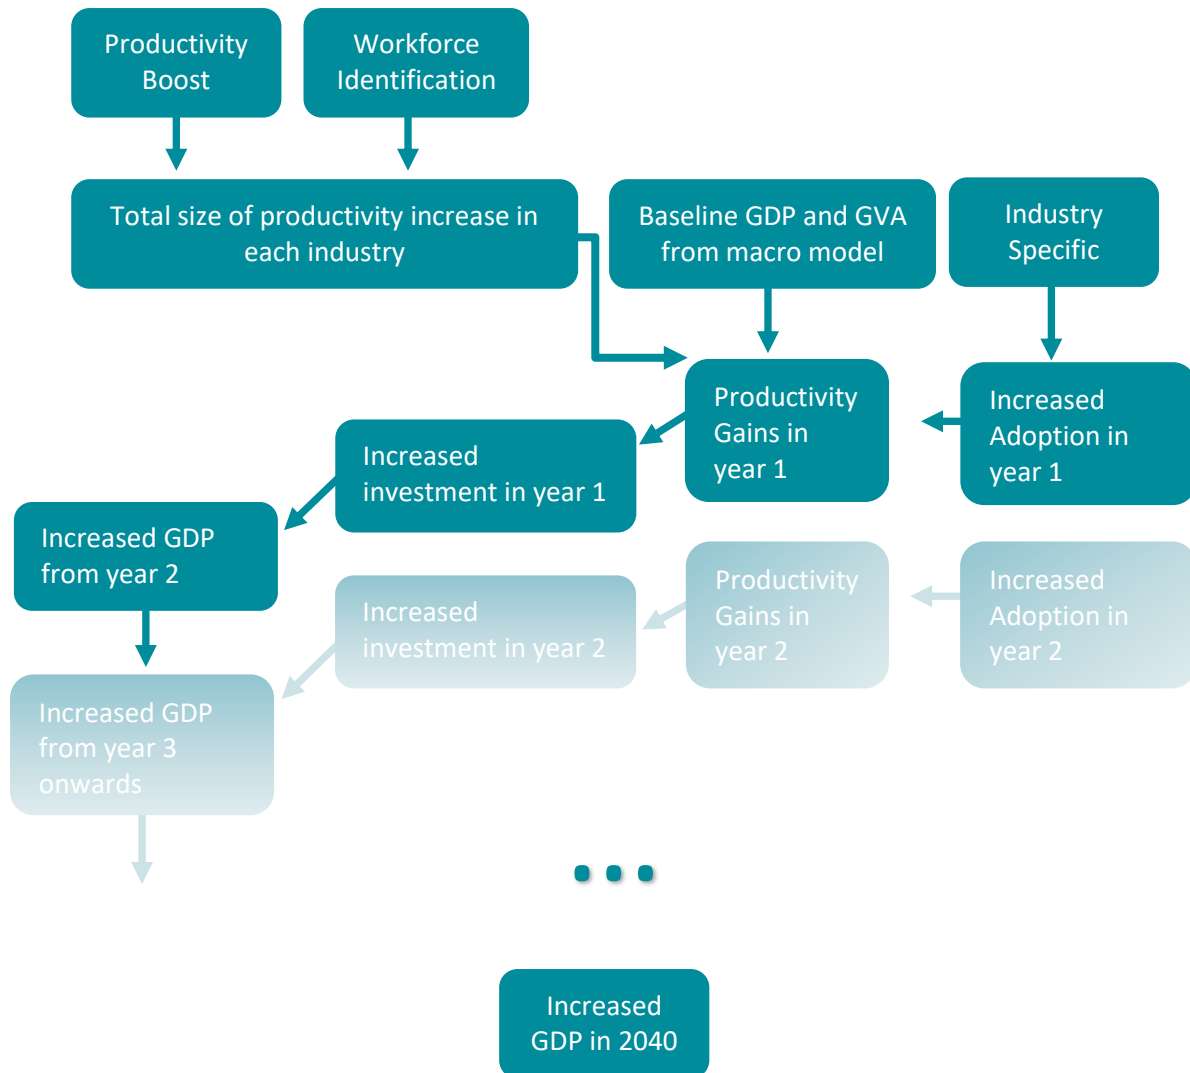 Productivity
Boost
Workforce
Identification
Total size of productivity increase in
each industry
Baseline GDP and GVA
from macro model
Industry
Specific
Productivity
Gains in
year 1
Increased
Adoption in
year 1
Increased
investment in year 1
Increased GDP
from year 2
Productivity
Gains in
year 2
Increased
Adoption in
year 2
Increased
investment in year 2
Increased GDP
from year 3
onwards
...
Increased
GDP in 2040